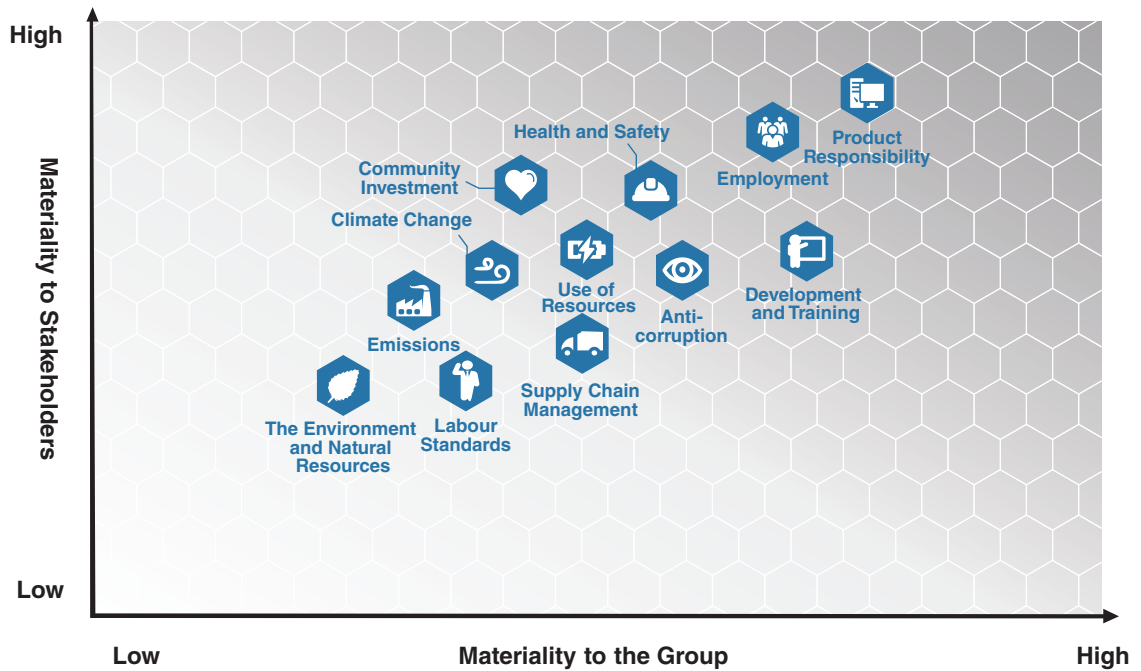 High
Materiality to Stakeholders
Low
Health and Safety
Product
Responsibility
Employment
Community
Investment
Climate Change
Use of
Resources
Anti-
corruption
Development
and Training
Emissions
Supply Chain
Management
The Environment
and Natural
Resources
Labour
Standards
Low
Materiality to the Group
High